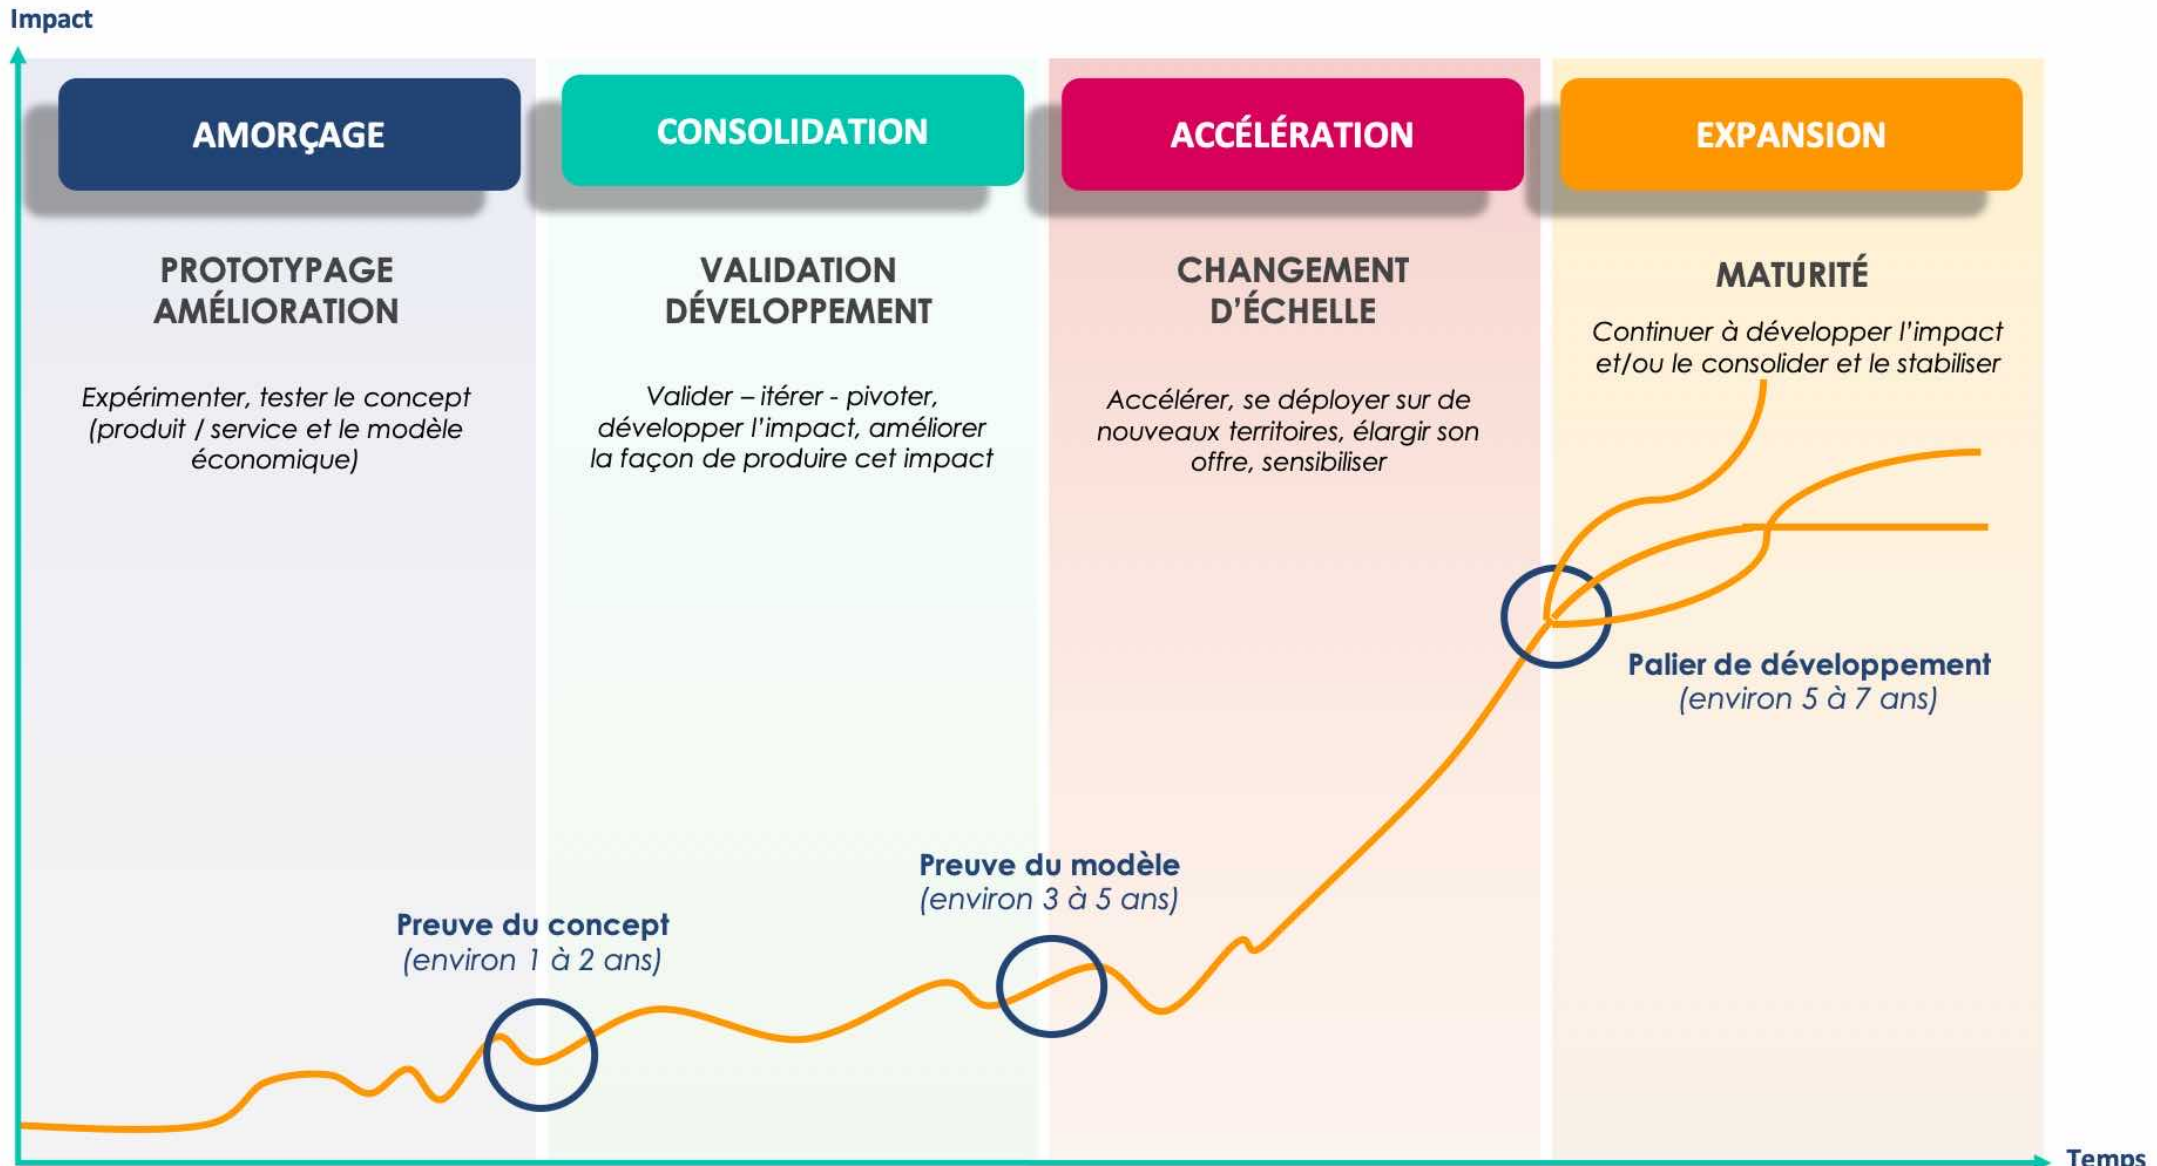 Impact
AMORÇAGE
CONSOLIDATION
ACCÉLÉRATION
EXPANSION
PROTOTYPAGE
AMÉLIORATION
Expérimenter, tester le concept
(produit / service et le modèle
économique)
VALIDATION
DÉVELOPPEMENT
Valider – itérer - pivoter,
développer l'impact, améliorer
la façon de produire cet impact
CHANGEMENT
D'ÉCHELLE
Accélérer, se déployer sur de
nouveaux territoires, élargir son
offre, sensibiliser
MATURITÉ
Continuer à développer l'impact
et/ou le consolider et le stabiliser
Preuve du concept
(environ 1 à 2 ans)
Preuve du modèle
(environ 3 à 5 ans)
Palier de développement
(environ 5 à 7 ans)
Temps